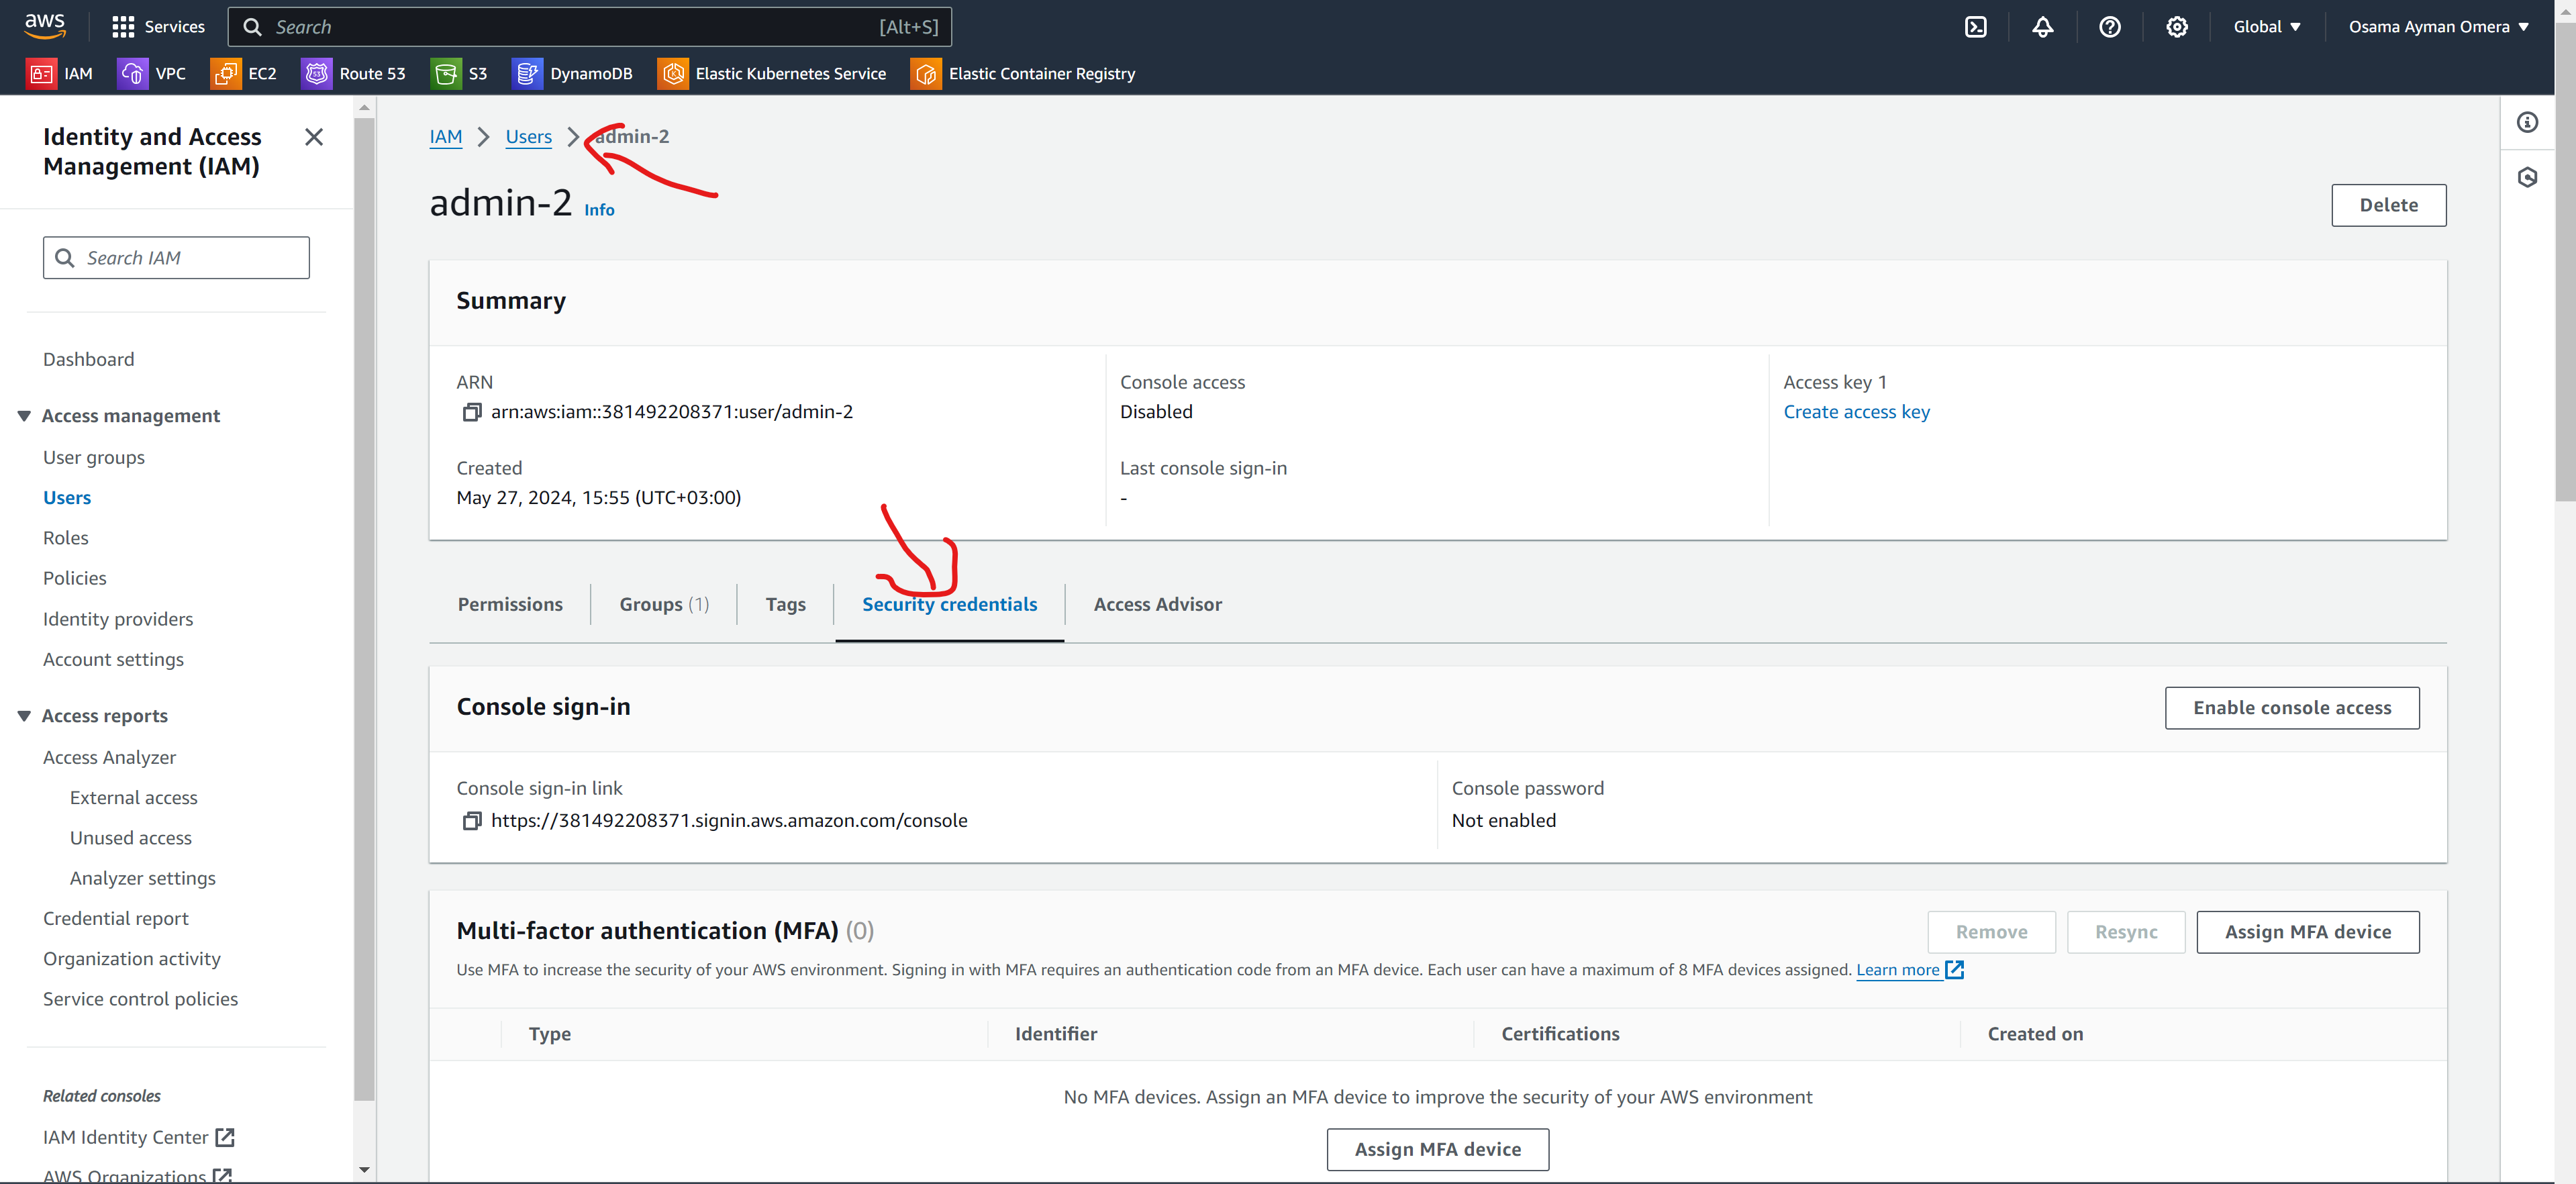 aws
Services
Search
[Alt+S]
Global
Osama Ayman Omera
IAM
VPC
EC2
Route 53
S3
DynamoDB
Elastic Kubernetes Service
Elastic Container Registry
Identity and Access
Management (IAM)
Search IAM
Dashboard
Access management
User groups
Users
Roles
Policies
Identity providers
Account settings
Access reports
Access Analyzer
External access
Unused access
Analyzer settings
Credential report
Organization activity
Service control policies
Related consoles
IAM Identity Center
AWS Organizations
IAM
Users
admin-2
admin-2 Info
Delete
Summary
ARN
arn:aws:iam::381492208371:user/admin-2
Created
May 27, 2024, 15:55 (UTC+03:00)
Console access
Disabled
Last console sign-in
-
Access key 1
Create access key
Permissions
Groups (1)
Tags
Security credentials
Access Advisor
Console sign-in
Enable console access
Console sign-in link
https://381492208371.signin.aws.amazon.com/console
Console password
Not enabled
Multi-factor authentication (MFA) (0)
Remove
Resync
Assign MFA device
Use MFA to increase the security of your AWS environment. Signing in with MFA requires an authentication code from an MFA device. Each user can have a maximum of 8 MFA devices assigned. Learn more
Type
Identifier
Certifications
Created on
No MFA devices. Assign an MFA device to improve the security of your AWS environment
Assign MFA device